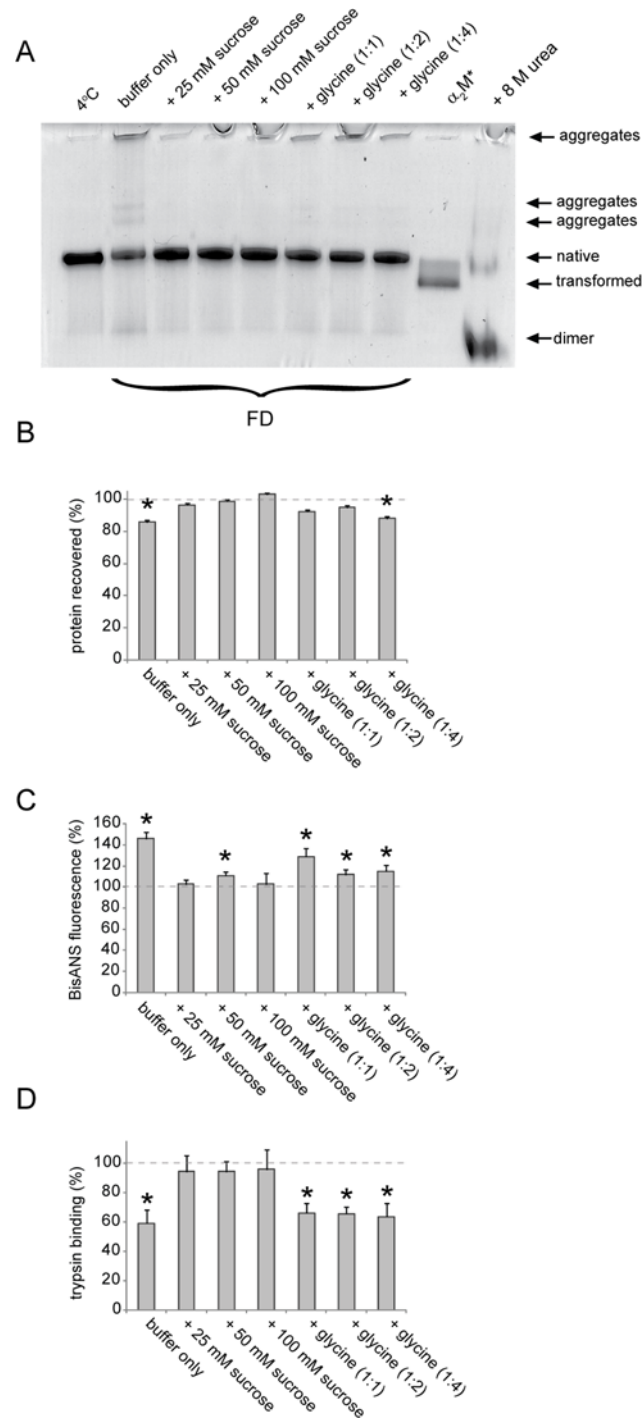 A
4ºC
buffer only
+ 25 mM sucrose
+ 50 mM sucrose
+ 100 mM sucrose
+ glycine (1:1)
+ glycine (1:2)
+ glycine (1:4)
α₂M*
+ 8 M urea
aggregates
aggregates
aggregates
native
transformed
dimer
FD
B
protein recovered (%)
100
80
60
40
20
0
*
*
buffer only
+ 25 mM sucrose
+ 50 mM sucrose
+ 100 mM sucrose
+ glycine (1:1)
+ glycine (1:2)
+ glycine (1:4)
C
BisANS fluorescence (%)
160
140
120
100
80
60
40
20
0
*
*
*
*
*
buffer only
+ 25 mM sucrose
+ 50 mM sucrose
+ 100 mM sucrose
+ glycine (1:1)
+ glycine (1:2)
+ glycine (1:4)
D
trypsin binding (%)
100
80
60
40
20
0
*
*
*
*
buffer only
+ 25 mM sucrose
+ 50 mM sucrose
+ 100 mM sucrose
+ glycine (1:1)
+ glycine (1:2)
+ glycine (1:4)